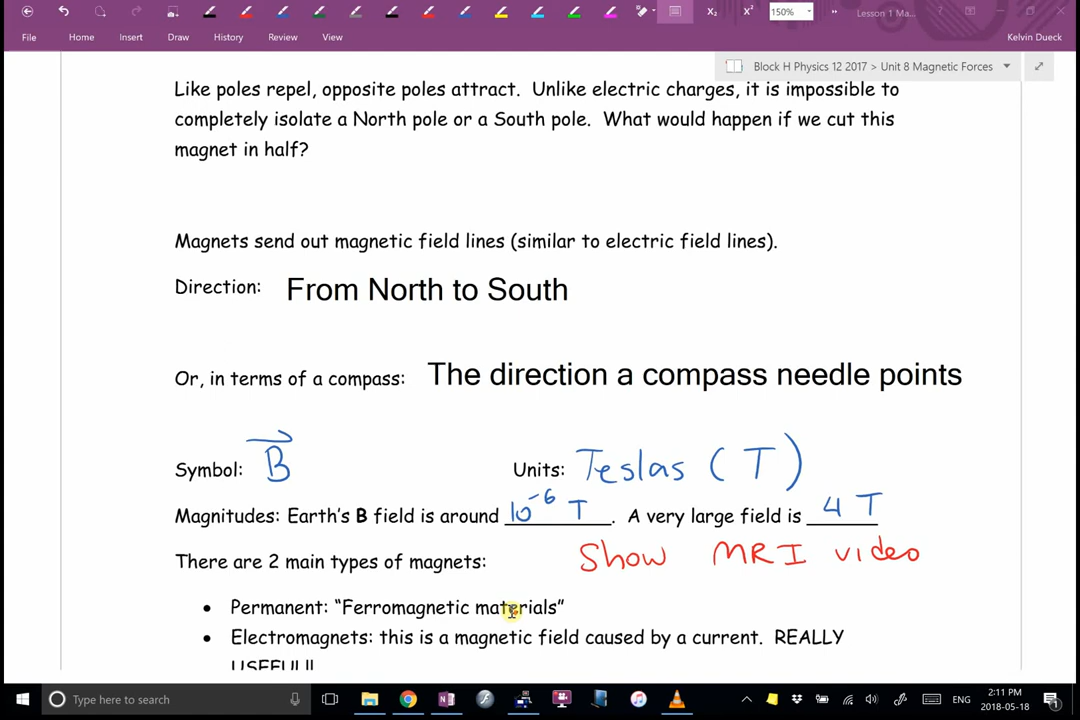 X₂ X² 150% Lesson 1 Ma...
File Home Insert Draw History Review View Kelvin Dueck
Block H Physics 12 2017 > Unit 8 Magnetic Forces
Like poles repel, opposite poles attract. Unlike electric charges, it is impossible to
completely isolate a North pole or a South pole. What would happen if we cut this
magnet in half?
Magnets send out magnetic field lines (similar to electric field lines).
Direction: From North to South
Or, in terms of a compass: The direction a compass needle points
Symbol: B Units: Teslas (T)
Magnitudes: Earth's B field is around 10⁻⁶ T. A very large field is 4 T
There are 2 main types of magnets: Show MRI video
• Permanent: "Ferromagnetic materials"
• Electromagnets: this is a magnetic field caused by a current. REALLY
USEFUL!!
Type here to search ENG 2:11 PM
2018-05-18